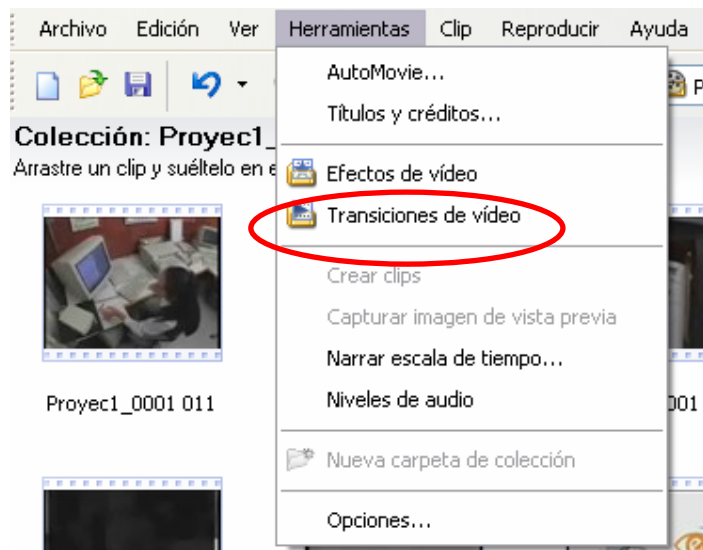 Archivo Edición Ver Herramientas Clip Reproducir Ayuda
AutoMovie...
P
Títulos y créditos...
Colección: Proyec1_
Arrastre un clip y suéltelo en e
Efectos de vídeo
Transiciones de vídeo
Crear clips
Capturar imagen de vista previa
Narrar escala de tiempo...
Proyec1_0001 011
Niveles de audio
001
Nueva carpeta de colección
Opciones...